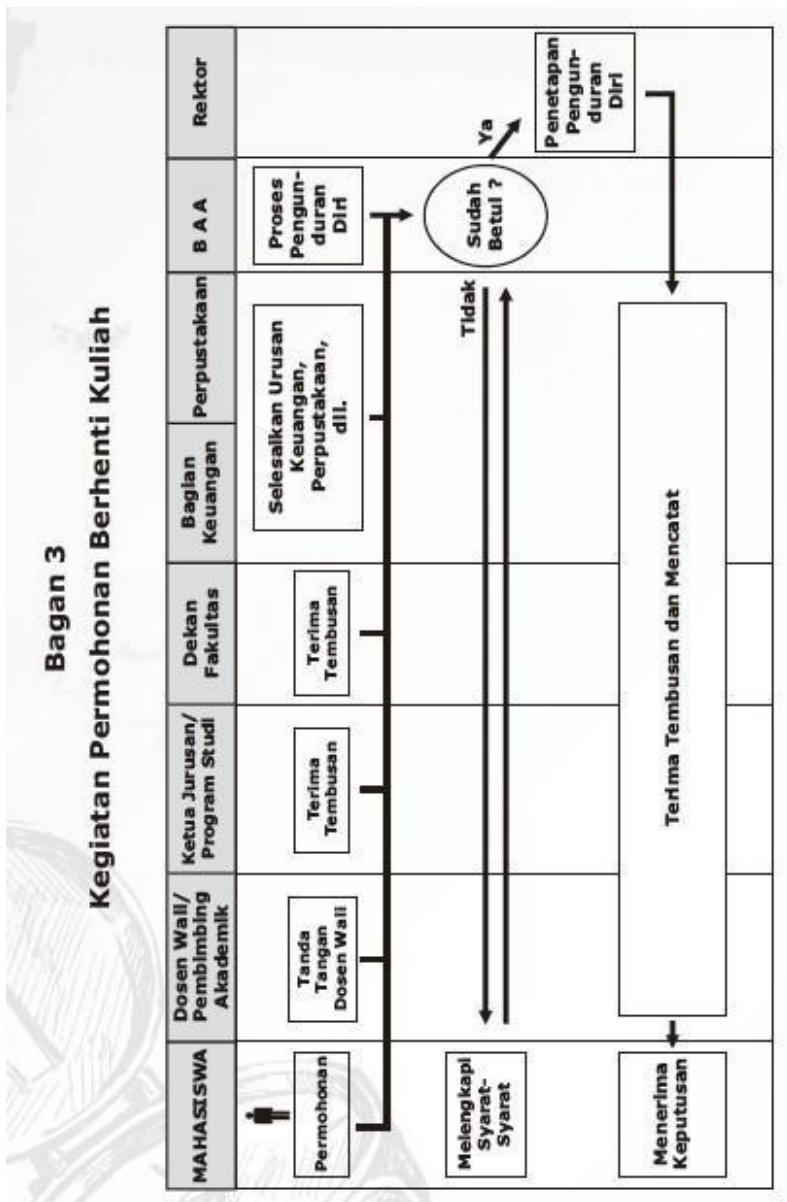 Bagan 3
Kegiatan Permohonan Berhenti Kuliah
MAHASISWA
Dosen Wali/
Pembimbing
Akademik
Ketua Jurusan/
Program Studi
Dekan
Fakultas
Bagian
Keuangan
Perpustakaan
B A A
Rektor
Permohonan
Tanda
Tangan
Dosen Wali
Terima
Tembusan
Terima
Tembusan
Selesaikan Urusan
Keuangan,
Perpustakaan,
dll.
Proses
Pengun-
duran
Diri
Melengkapi
Syarat-
Syarat
Tidak
Sudah
Betul ?
Ya
Penetapan
Pengun-
duran
Diri
Menerima
Keputusan
Terima Tembusan dan Mencatat